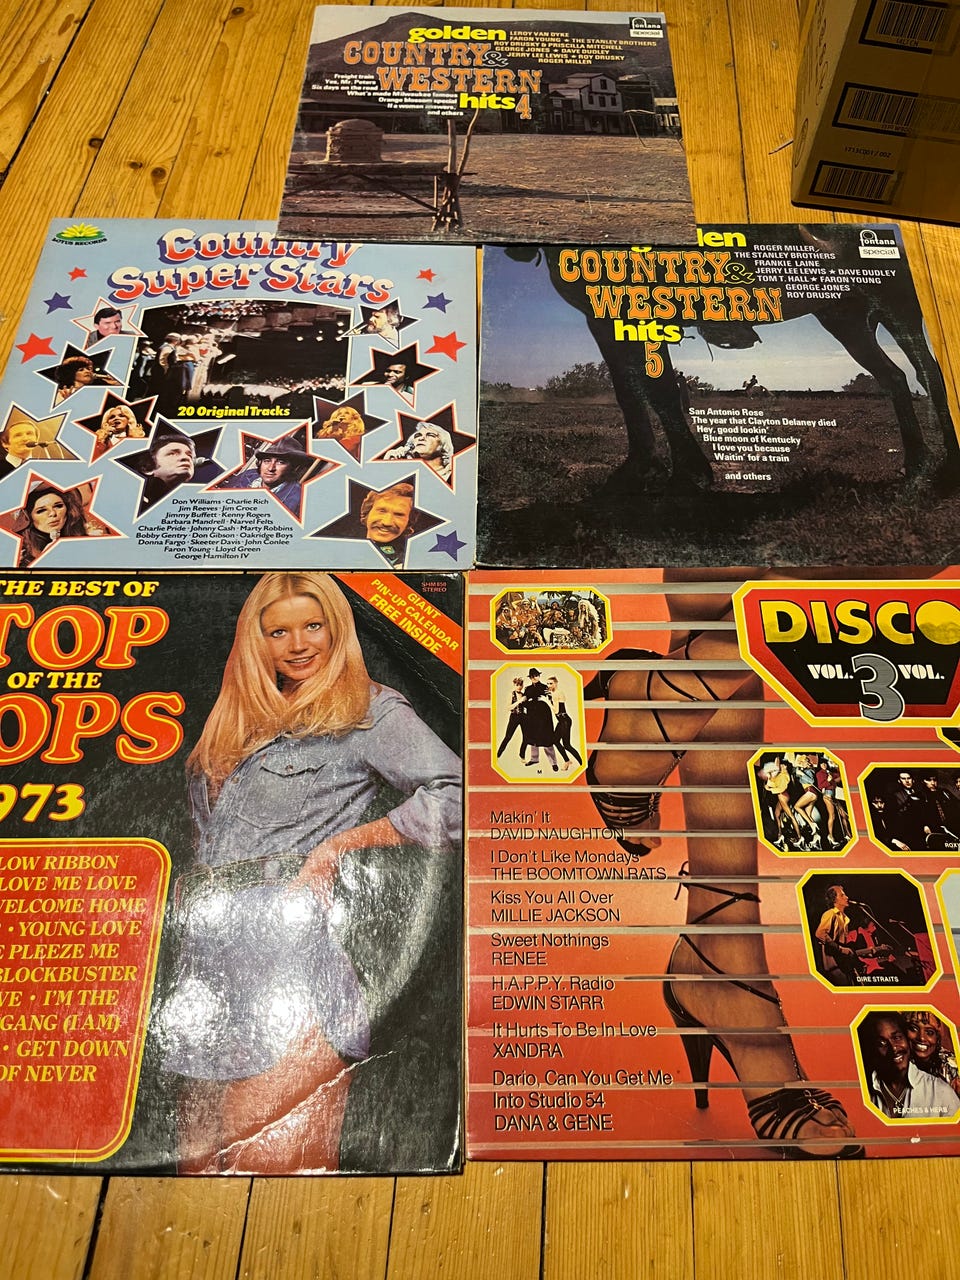 golden
COUNTRY &
WESTERN
hits 4
LEROY VAN DYKE
FARON YOUNG ★ THE STANLEY BROTHERS
ROY DRUSKY & PRISCILLA MITCHELL
GEORGE JONES ★ DAVE DUDLEY
JERRY LEE LEWIS ★ ROY DRUSKY
ROGER MILLER
fontana
special
Freight train
Yes, Mr. Peters
Six days on the road
What's made Milwaukee famous
Orange blossom special
If a woman answers,
and others
1713C001 / 002
LOTUS RECORDS
Country
Super Stars
20 Original Tracks
Don Williams · Charlie Rich
Jim Reeves · Jim Croce
Jimmy Buffett · Kenny Rogers
Barbara Mandrell · Narvel Felts
Charlie Pride · Johnny Cash · Marty Robbins
Bobby Gentry · Don Gibson · Oakridge Boys
Donna Fargo · Skeeter Davis · John Conlee
Faron Young · Lloyd Green
George Hamilton IV
golden
COUNTRY &
WESTERN
hits
5
ROGER MILLER
THE STANLEY BROTHERS
FRANKIE LAINE
JERRY LEE LEWIS ★ DAVE DUDLEY
TOM T. HALL ★ FARON YOUNG
GEORGE JONES
ROY DRUSKY
fontana
special
San Antonio Rose
The year that Clayton Delaney died
Hey, good lookin'
Blue moon of Kentucky
I love you because
Waitin' for a train
and others
THE BEST OF
TOP
OF THE
OPS
973
SHM 850
STEREO
GIANT
PIN-UP CALENDAR
FREE INSIDE
LOW RIBBON
LOVE ME LOVE
WELCOME HOME
· YOUNG LOVE
E PLEEZE ME
BLOCKBUSTER
VE · I'M THE
GANG (I AM)
· GET DOWN
OF NEVER
DISCO
VOL. 3 VOL.
VILLAGE PEOPLE
M
ROXY
DIRE STRAITS
PEACHES & HERB
Makin' It
DAVID NAUGHTON
I Don't Like Mondays
THE BOOMTOWN RATS
Kiss You All Over
MILLIE JACKSON
Sweet Nothings
RENEE
H.A.P.P.Y. Radio
EDWIN STARR
It Hurts To Be In Love
XANDRA
Dario, Can You Get Me
Into Studio 54
DANA & GENE